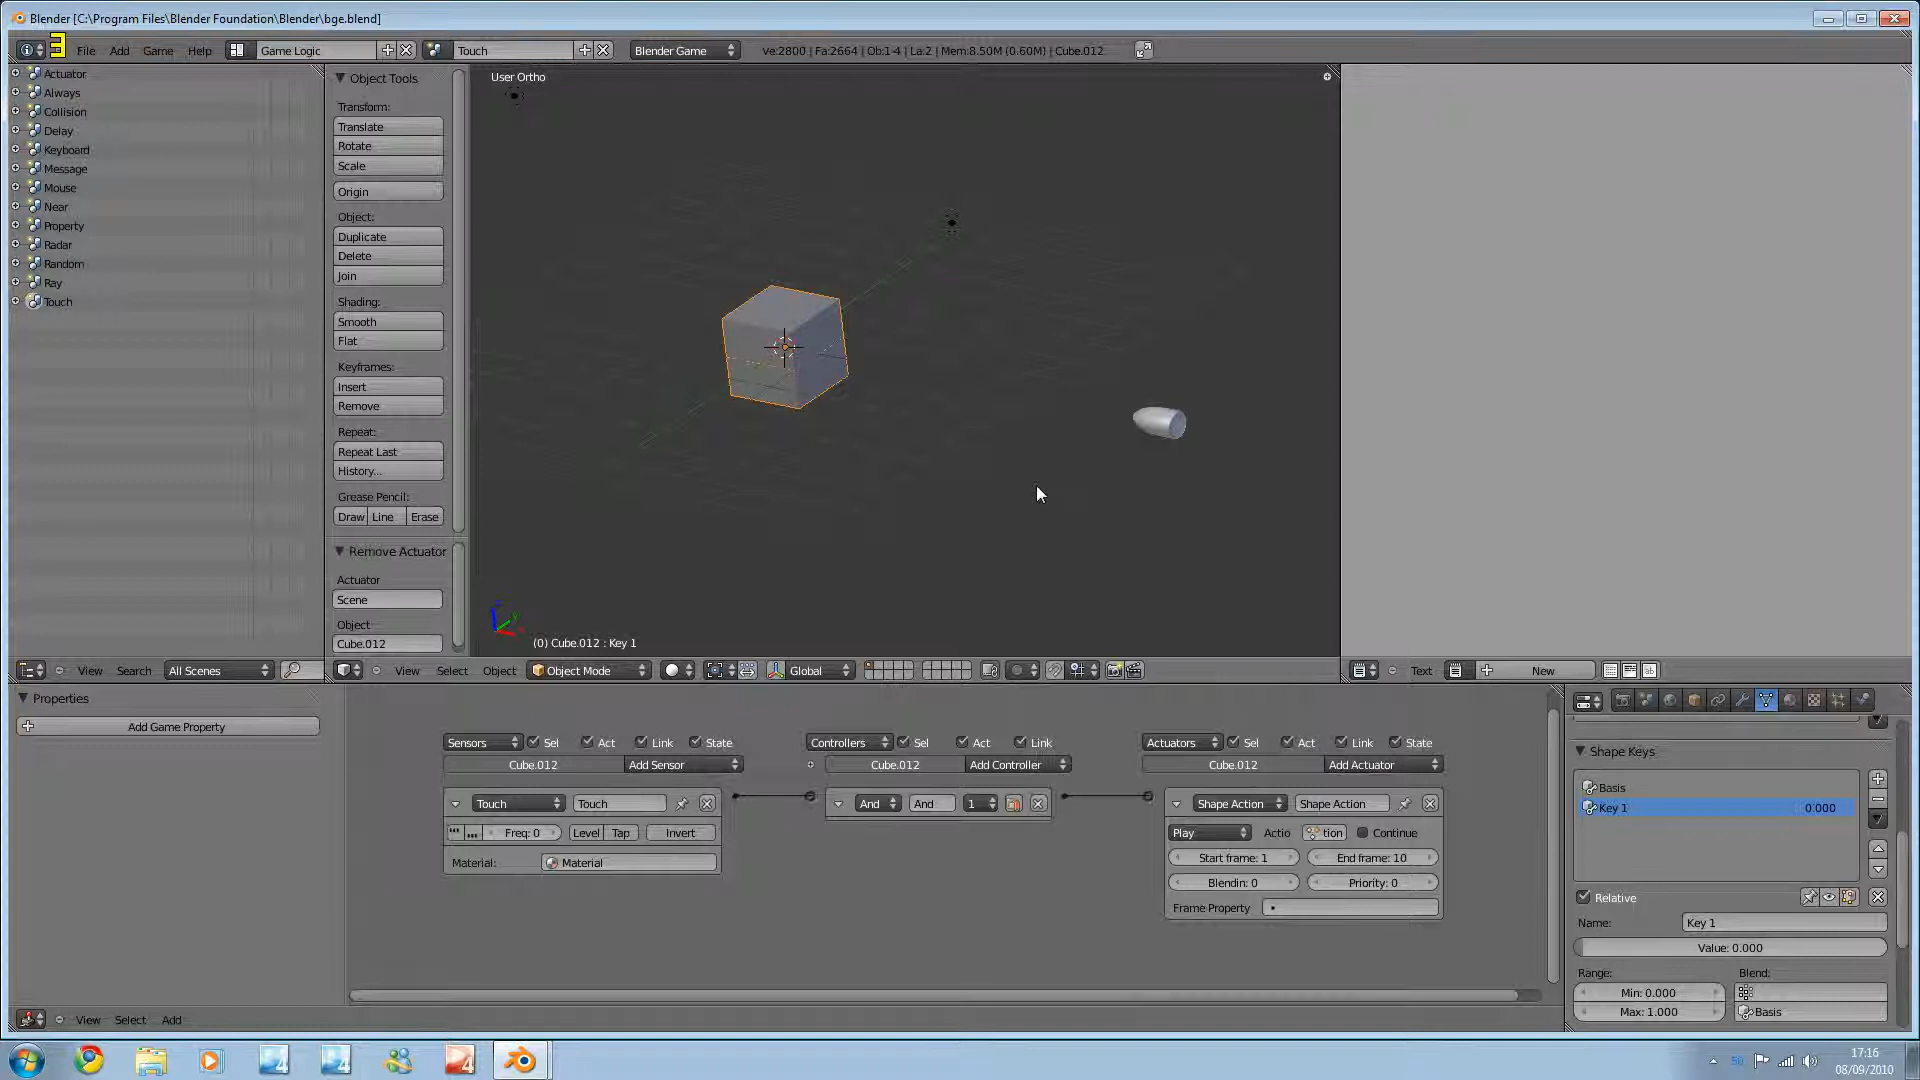 Blender [C:\Program Files\Blender Foundation\Blender\bge.blend]
3 File Add Game Help Game Logic Touch Blender Game Ve:2800 | Fa:2664 | Ob:1-4 | La:2 | Mem:8.50M (0.60M) | Cube.012
Actuator
Always
Collision
Delay
Keyboard
Message
Mouse
Near
Property
Radar
Random
Ray
Touch
View Search All Scenes
Object Tools
Transform:
Translate
Rotate
Scale
Origin
Object:
Duplicate
Delete
Join
Shading:
Smooth
Flat
Keyframes:
Insert
Remove
Repeat:
Repeat Last
History...
Grease Pencil:
Draw Line Erase
Remove Actuator
Actuator
Scene
Object
Cube.012
User Ortho
(0) Cube.012 : Key 1
View Select Object Object Mode Global
Text New
Properties
Add Game Property
Sensors Sel Act Link State
Cube.012 Add Sensor
Touch Touch
Freq: 0 Level Tap Invert
Material: Material
Controllers Sel Act Link
Cube.012 Add Controller
And And 1
Actuators Sel Act Link State
Cube.012 Add Actuator
Shape Action Shape Action
Play Actio tion Continue
Start frame: 1 End frame: 10
Blendin: 0 Priority: 0
Frame Property
View Select Add
Shape Keys
Basis
Key 1 0.000
Relative
Name: Key 1
Value: 0.000
Range: Blend:
Min: 0.000
Max: 1.000 Basis
4 4 4 50 17:16
08/09/2010